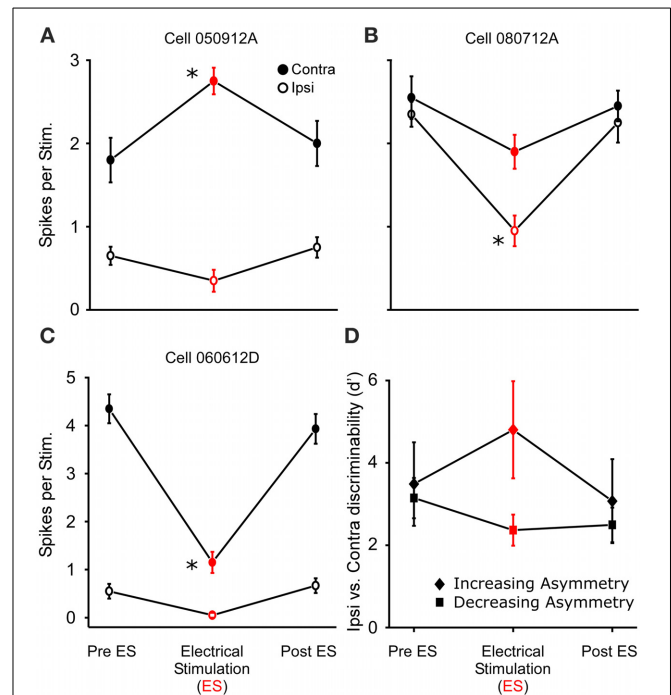 A
Cell 050912A
*
Contra
Ipsi
3
2
1
0
Spikes per Stim.
B
Cell 080712A
*
C
Cell 060612D
5
4
3
2
1
0
Spikes per Stim.
*
Pre ES
Electrical
Stimulation
(ES)
Post ES
D
6
4
2
0
Ipsi vs. Contra discriminability (d')
Increasing Asymmetry
Decreasing Asymmetry
Pre ES
Electrical
Stimulation
(ES)
Post ES